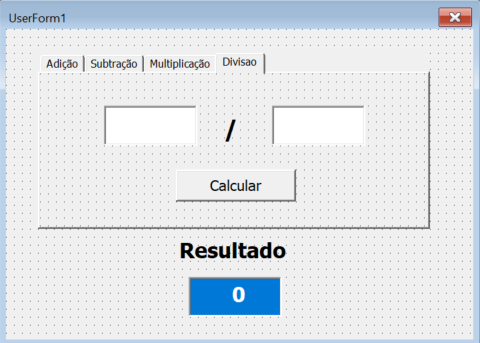 UserForm1
Adição Subtração Multiplicação Divisao
/
Calcular
Resultado
0